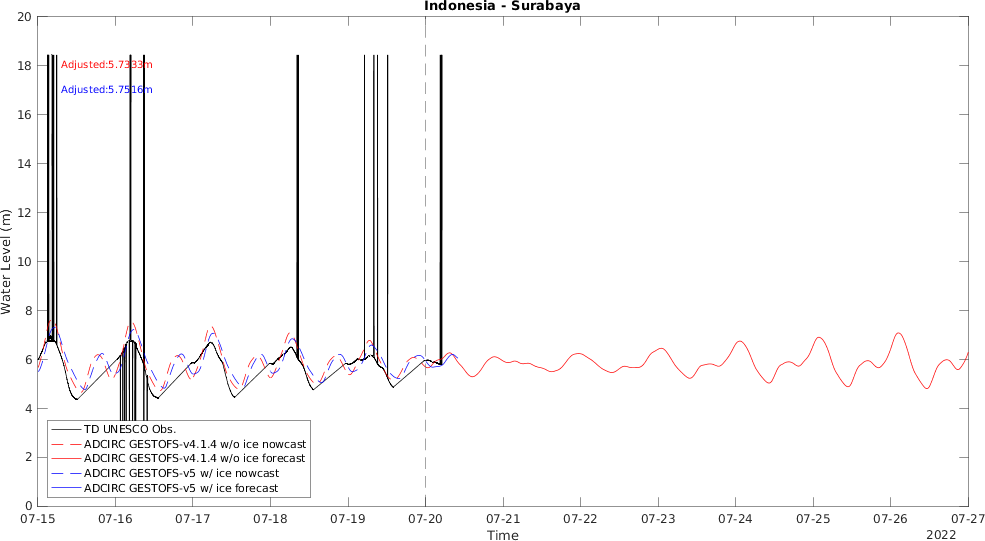 Indonesia - Surabaya
Adjusted:5.7333m
Adjusted:5.7516m
Water Level (m)
20
18
16
14
12
10
8
6
4
2
0
TD UNESCO Obs.
ADCIRC GESTOFS-v4.1.4 w/o ice nowcast
ADCIRC GESTOFS-v4.1.4 w/o ice forecast
ADCIRC GESTOFS-v5 w/ ice nowcast
ADCIRC GESTOFS-v5 w/ ice forecast
07-15 07-16 07-17 07-18 07-19 07-20 07-21 07-22 07-23 07-24 07-25 07-26 07-27
Time
2022